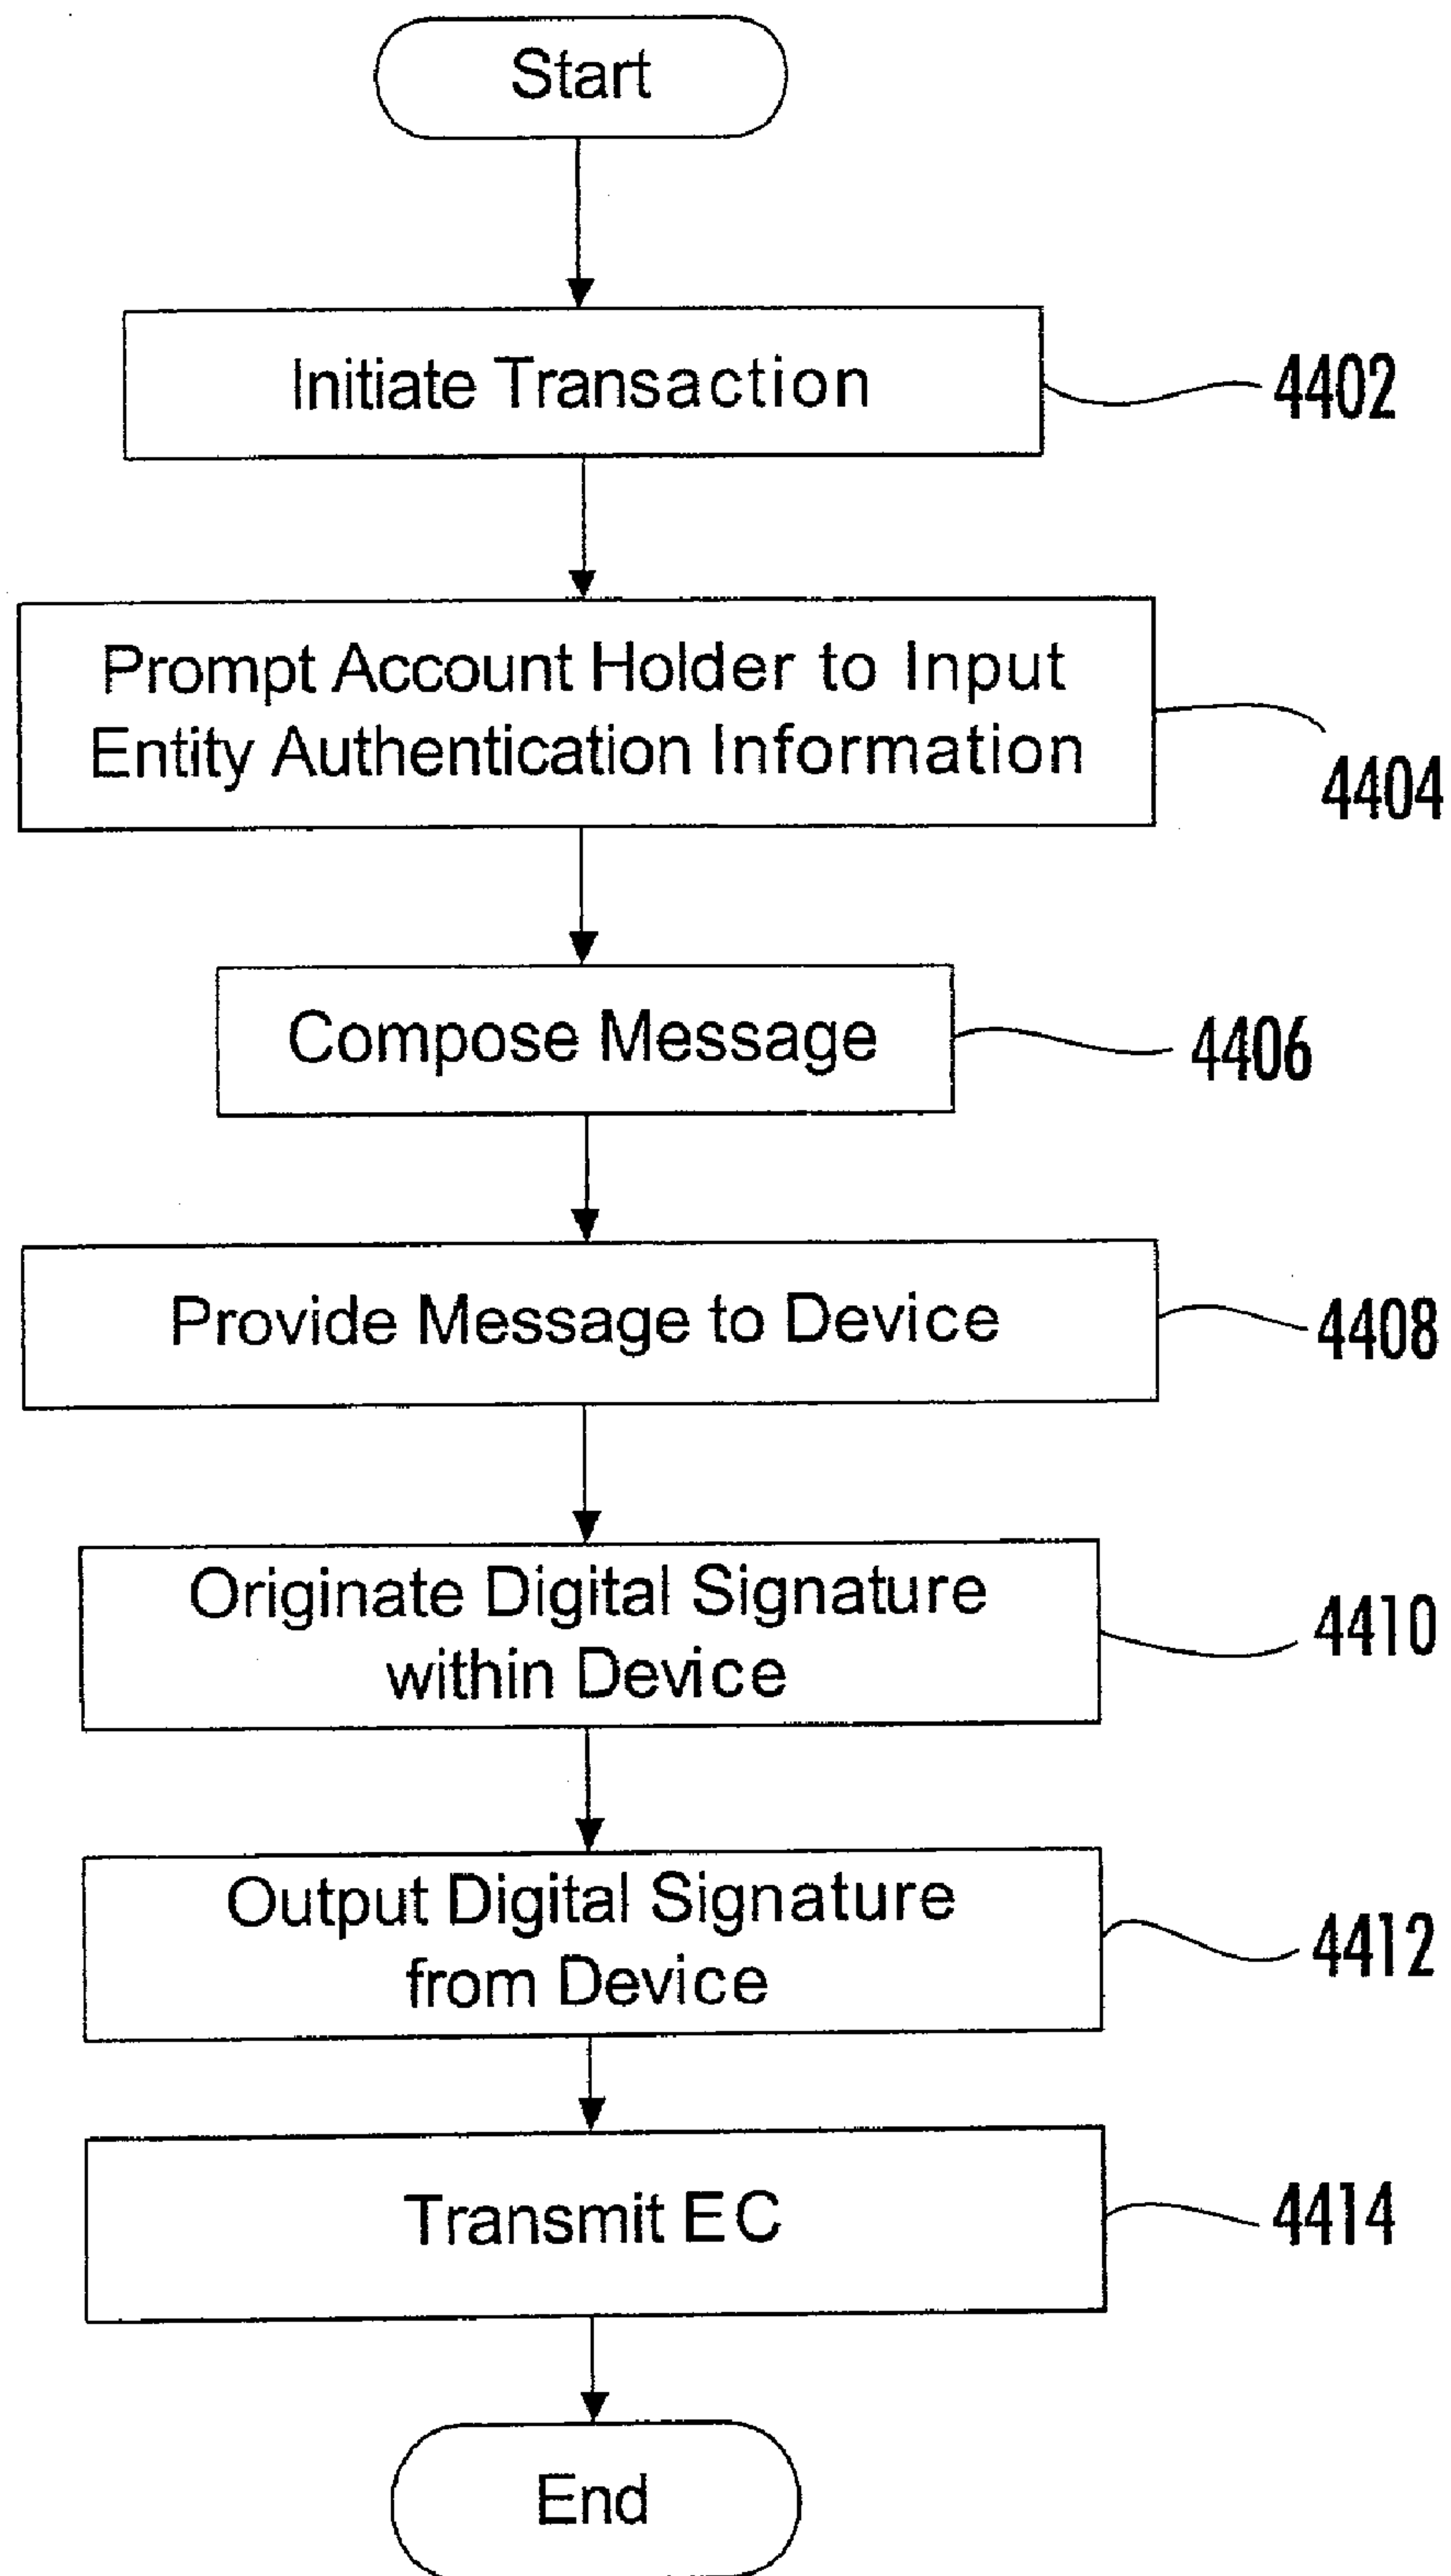 Start
Initiate Transaction
4402
Prompt Account Holder to Input
Entity Authentication Information
4404
Compose Message
4406
Provide Message to Device
4408
Originate Digital Signature
within Device
4410
Output Digital Signature
from Device
4412
Transmit EC
4414
End